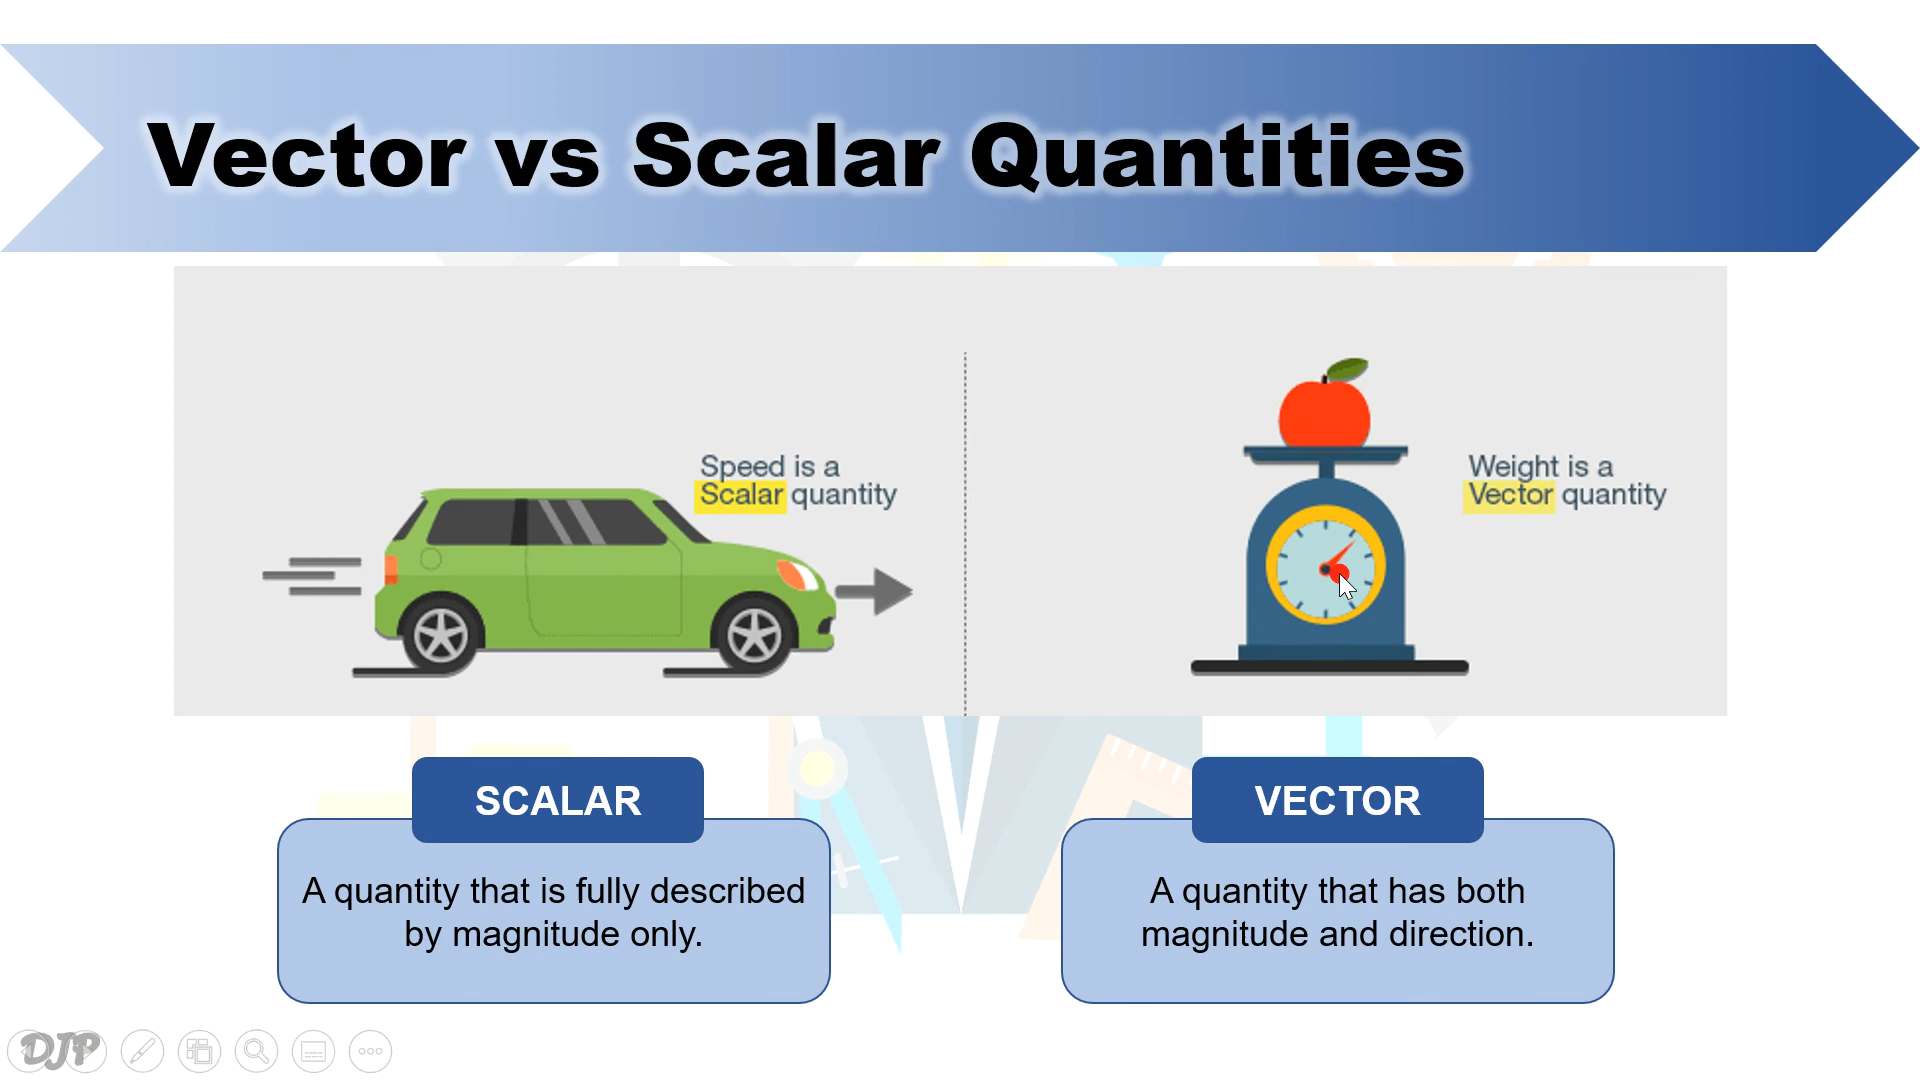 Vector vs Scalar Quantities
Speed is a
Scalar quantity
Weight is a
Vector quantity
SCALAR
A quantity that is fully described
by magnitude only.
VECTOR
A quantity that has both
magnitude and direction.
DJP